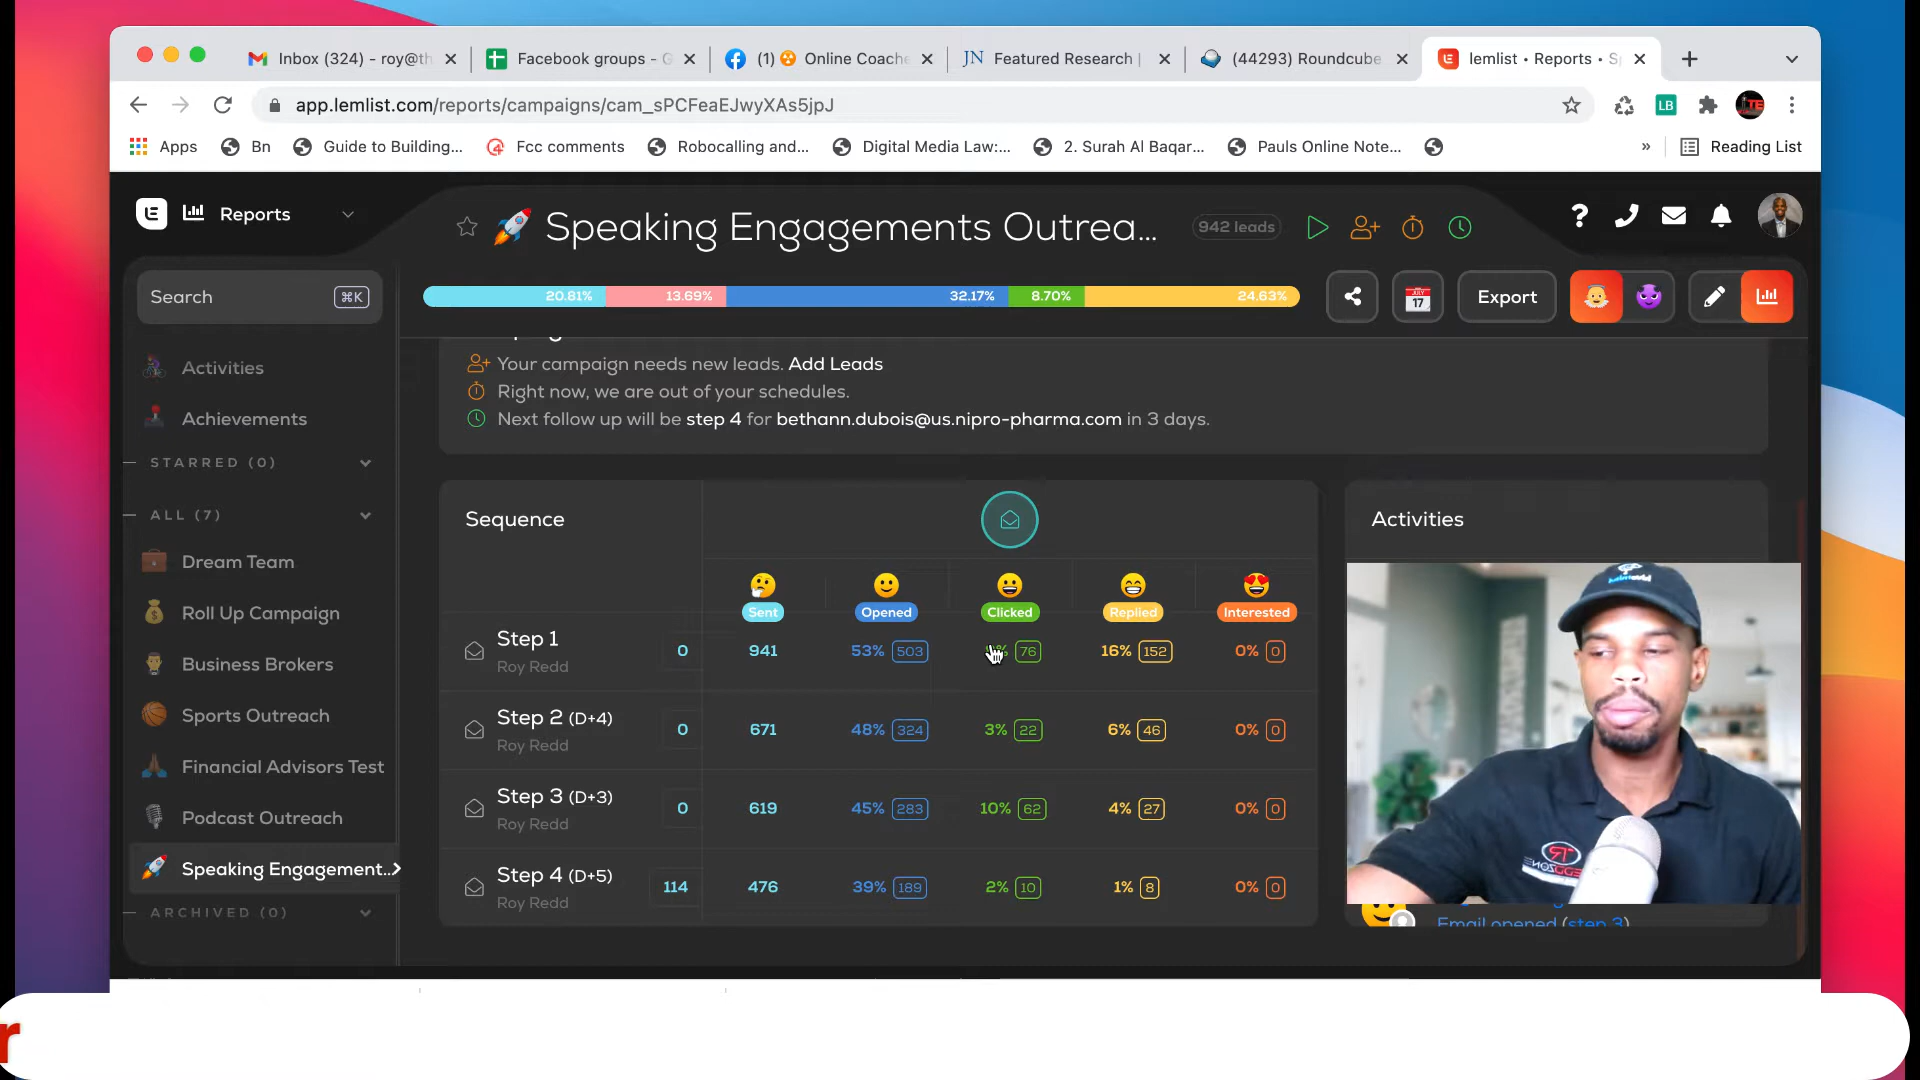 Inbox (324) - roy@th
Facebook groups - G
(1) ☢ Online Coache
JN Featured Research |
(44293) Roundcube
lemlist • Reports • S
app.lemlist.com/reports/campaigns/cam_sPCFeaEJwyXAs5jpJ
LB
Apps
Bn
Guide to Building...
Fcc comments
Robocalling and...
Digital Media Law:...
2. Surah Al Baqar...
Pauls Online Note...
»
Reading List
Reports
🚀 Speaking Engagements Outrea...
942 leads
Search ⌘K
20.81% 13.69% 32.17% 8.70% 24.63%
JULY 17
Export
Your campaign needs new leads. Add Leads
Right now, we are out of your schedules.
Next follow up will be step 4 for bethann.dubois@us.nipro-pharma.com in 3 days.
Activities
Achievements
STARRED (0)
ALL (7)
Dream Team
Roll Up Campaign
Business Brokers
Sports Outreach
Financial Advisors Test
Podcast Outreach
Speaking Engagement...
ARCHIVED (0)
Sequence
Sent Opened Clicked Replied Interested
Step 1 0 941 53% 503 76 16% 152 0% 0
Roy Redd
Step 2 (D+4) 0 671 48% 324 3% 22 6% 46 0% 0
Roy Redd
Step 3 (D+3) 0 619 45% 283 10% 62 4% 27 0% 0
Roy Redd
Step 4 (D+5) 114 476 39% 189 2% 10 1% 8 0% 0
Roy Redd
Activities
Email opened (step 3)
r